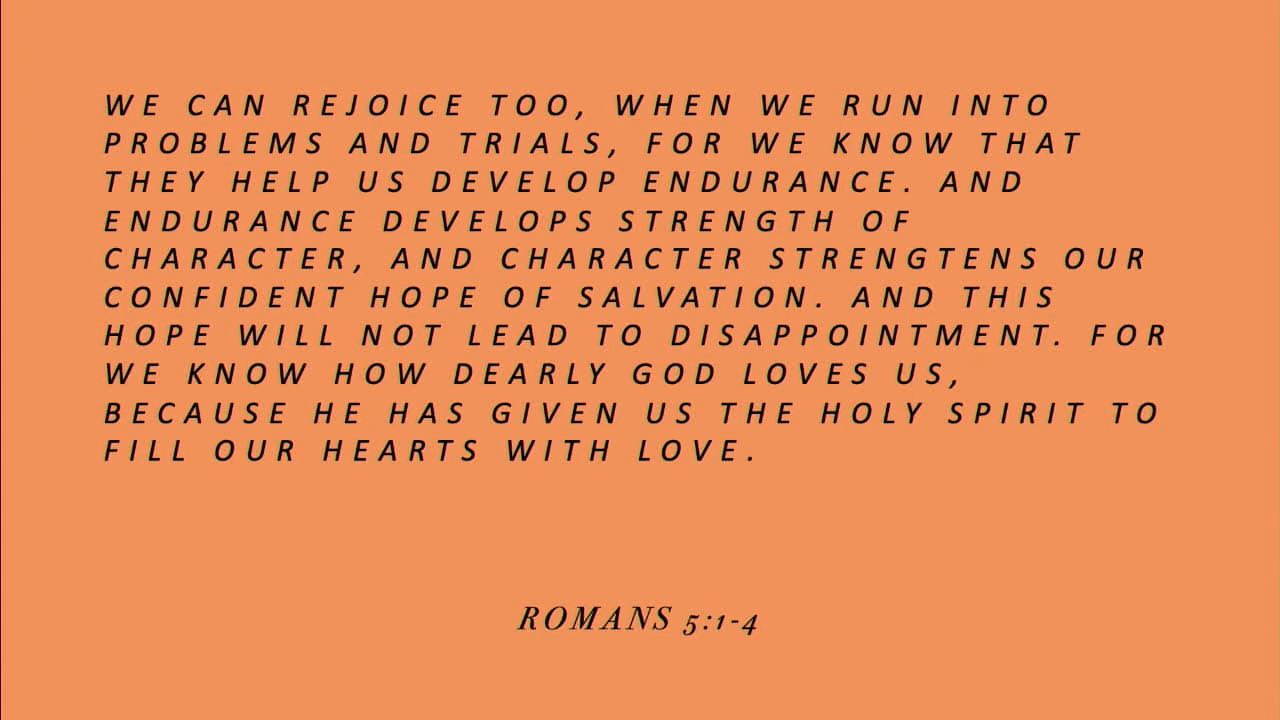 WE CAN REJOICE TOO, WHEN WE RUN INTO
PROBLEMS AND TRIALS, FOR WE KNOW THAT
THEY HELP US DEVELOP ENDURANCE. AND
ENDURANCE DEVELOPS STRENGTH OF
CHARACTER, AND CHARACTER STRENGTENS OUR
CONFIDENT HOPE OF SALVATION. AND THIS
HOPE WILL NOT LEAD TO DISAPPOINTMENT. FOR
WE KNOW HOW DEARLY GOD LOVES US,
BECAUSE HE HAS GIVEN US THE HOLY SPIRIT TO
FILL OUR HEARTS WITH LOVE.
ROMANS 5:1-4